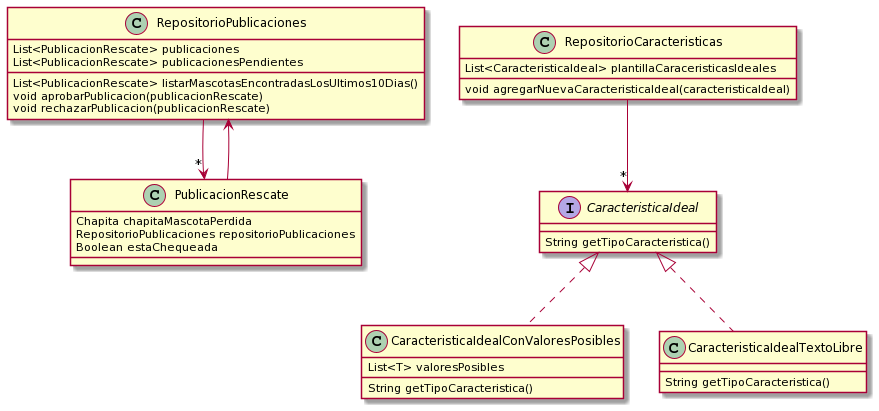 C RepositorioPublicaciones
List<PublicacionRescate> publicaciones
List<PublicacionRescate> publicacionesPendientes
List<PublicacionRescate> listarMascotasEncontradasLosUltimos10Dias()
void aprobarPublicacion(publicacionRescate)
void rechazarPublicacion(publicacionRescate)
C RepositorioCaracteristicas
List<CaracteristicaIdeal> plantillaCaraceristicasIdeales
void agregarNuevaCaracteristicaIdeal(caracteristicaIdeal)
*
*
C PublicacionRescate
Chapita chapitaMascotaPerdida
RepositorioPublicaciones repositorioPublicaciones
Boolean estaChequeada
I CaracteristicaIdeal
String getTipoCaracteristica()
C CaracteristicaIdealConValoresPosibles
List<T> valoresPosibles
String getTipoCaracteristica()
C CaracteristicaIdealTextoLibre
String getTipoCaracteristica()